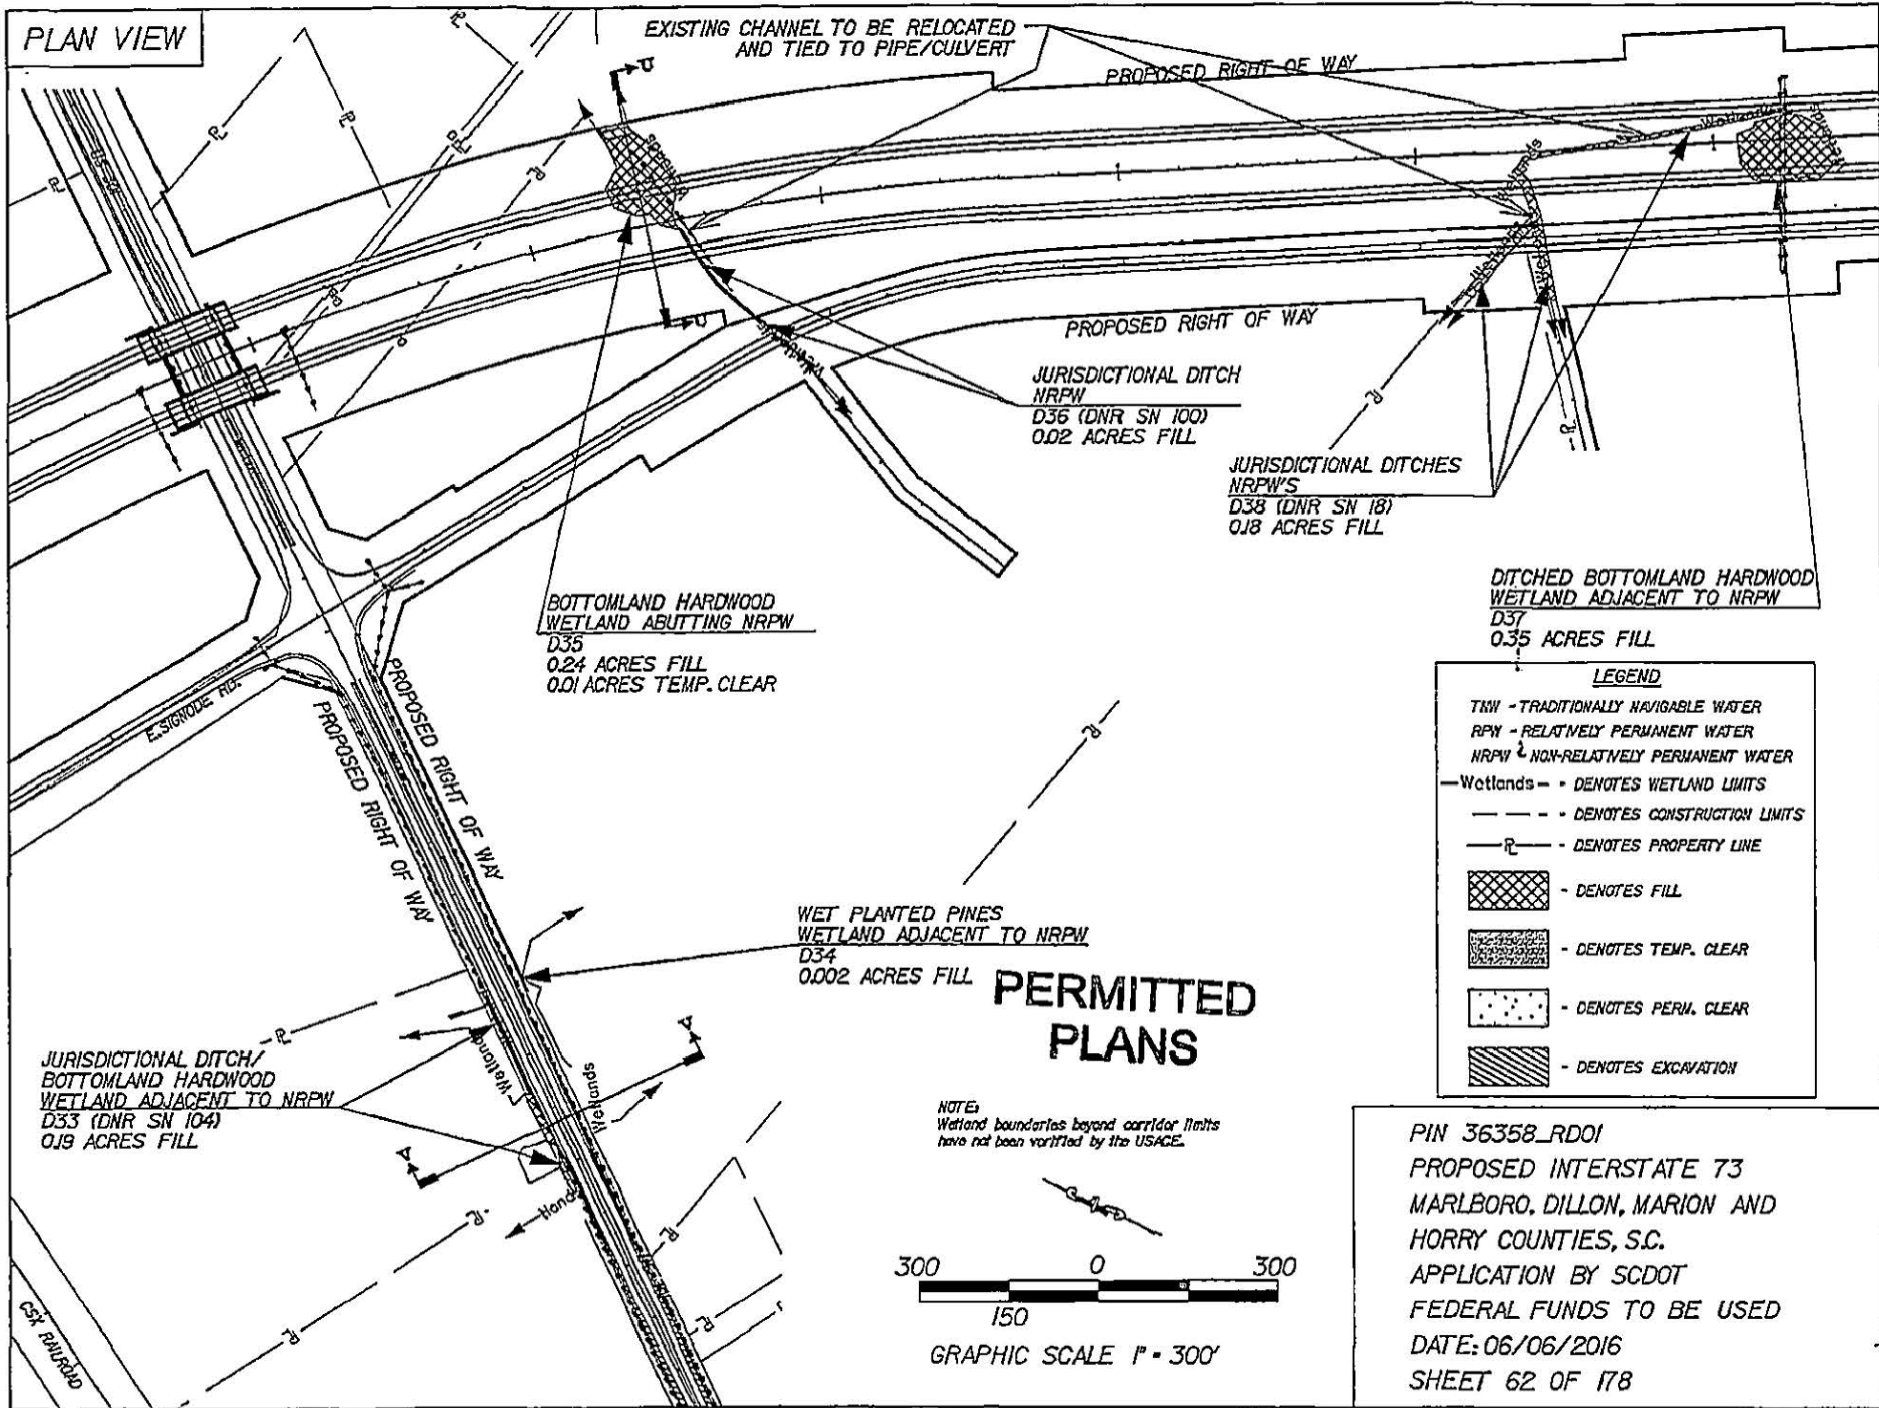 PLAN VIEW
EXISTING CHANNEL TO BE RELOCATED
AND TIED TO PIPE/CULVERT
PROPOSED RIGHT OF WAY
PROPOSED RIGHT OF WAY
JURISDICTIONAL DITCH
NRPW
D36 (DNR SN 100)
0.02 ACRES FILL
JURISDICTIONAL DITCHES
NRPW'S
D38 (DNR SN 18)
0.18 ACRES FILL
BOTTOMLAND HARDWOOD
WETLAND ABUTTING NRPW
D35
0.24 ACRES FILL
0.01 ACRES TEMP. CLEAR
DITCHED BOTTOMLAND HARDWOOD
WETLAND ADJACENT TO NRPW
D37
0.35 ACRES FILL
E. SIGNODE RD.
PROPOSED RIGHT OF WAY
PROPOSED RIGHT OF WAY
LEGEND
TNW - TRADITIONALLY NAVIGABLE WATER
RPW - RELATIVELY PERMANENT WATER
NRPW - NON-RELATIVELY PERMANENT WATER
Wetlands - DENOTES WETLAND LIMITS
- DENOTES CONSTRUCTION LIMITS
PL - DENOTES PROPERTY LINE
- DENOTES FILL
- DENOTES TEMP. CLEAR
- DENOTES PERM. CLEAR
- DENOTES EXCAVATION
WET PLANTED PINES
WETLAND ADJACENT TO NRPW
D34
0.002 ACRES FILL
PERMITTED
PLANS
JURISDICTIONAL DITCH/
BOTTOMLAND HARDWOOD
WETLAND ADJACENT TO NRPW
D33 (DNR SN 104)
0.19 ACRES FILL
Wetlands
Wetlands
A
A
NOTE:
Wetland boundaries beyond corridor limits
have not been verified by the USACE.
300 0 300
150
GRAPHIC SCALE 1" = 300'
CSX RAILROAD
PIN 36358_RD01
PROPOSED INTERSTATE 73
MARLBORO, DILLON, MARION AND
HORRY COUNTIES, S.C.
APPLICATION BY SCDOT
FEDERAL FUNDS TO BE USED
DATE: 06/06/2016
SHEET 62 OF 178